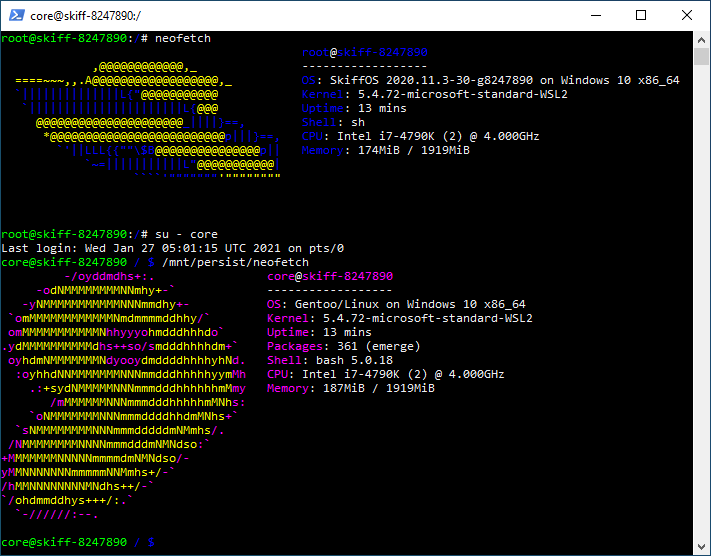 core@skiff-8247890:/
root@skiff-8247890:/# neofetch
root@skiff-8247890
------------------
OS: SkiffOS 2020.11.3-30-g8247890 on Windows 10 x86_64
Kernel: 5.4.72-microsoft-standard-WSL2
Uptime: 13 mins
Shell: sh
CPU: Intel i7-4790K (2) @ 4.000GHz
Memory: 174MiB / 1919MiB
root@skiff-8247890:/# su - core
Last login: Wed Jan 27 05:01:15 UTC 2021 on pts/0
core@skiff-8247890 / $ /mnt/persist/neofetch
core@skiff-8247890
------------------
OS: Gentoo/Linux on Windows 10 x86_64
Kernel: 5.4.72-microsoft-standard-WSL2
Uptime: 13 mins
Packages: 361 (emerge)
Shell: bash 5.0.18
CPU: Intel i7-4790K (2) @ 4.000GHz
Memory: 187MiB / 1919MiB
core@skiff-8247890 / $